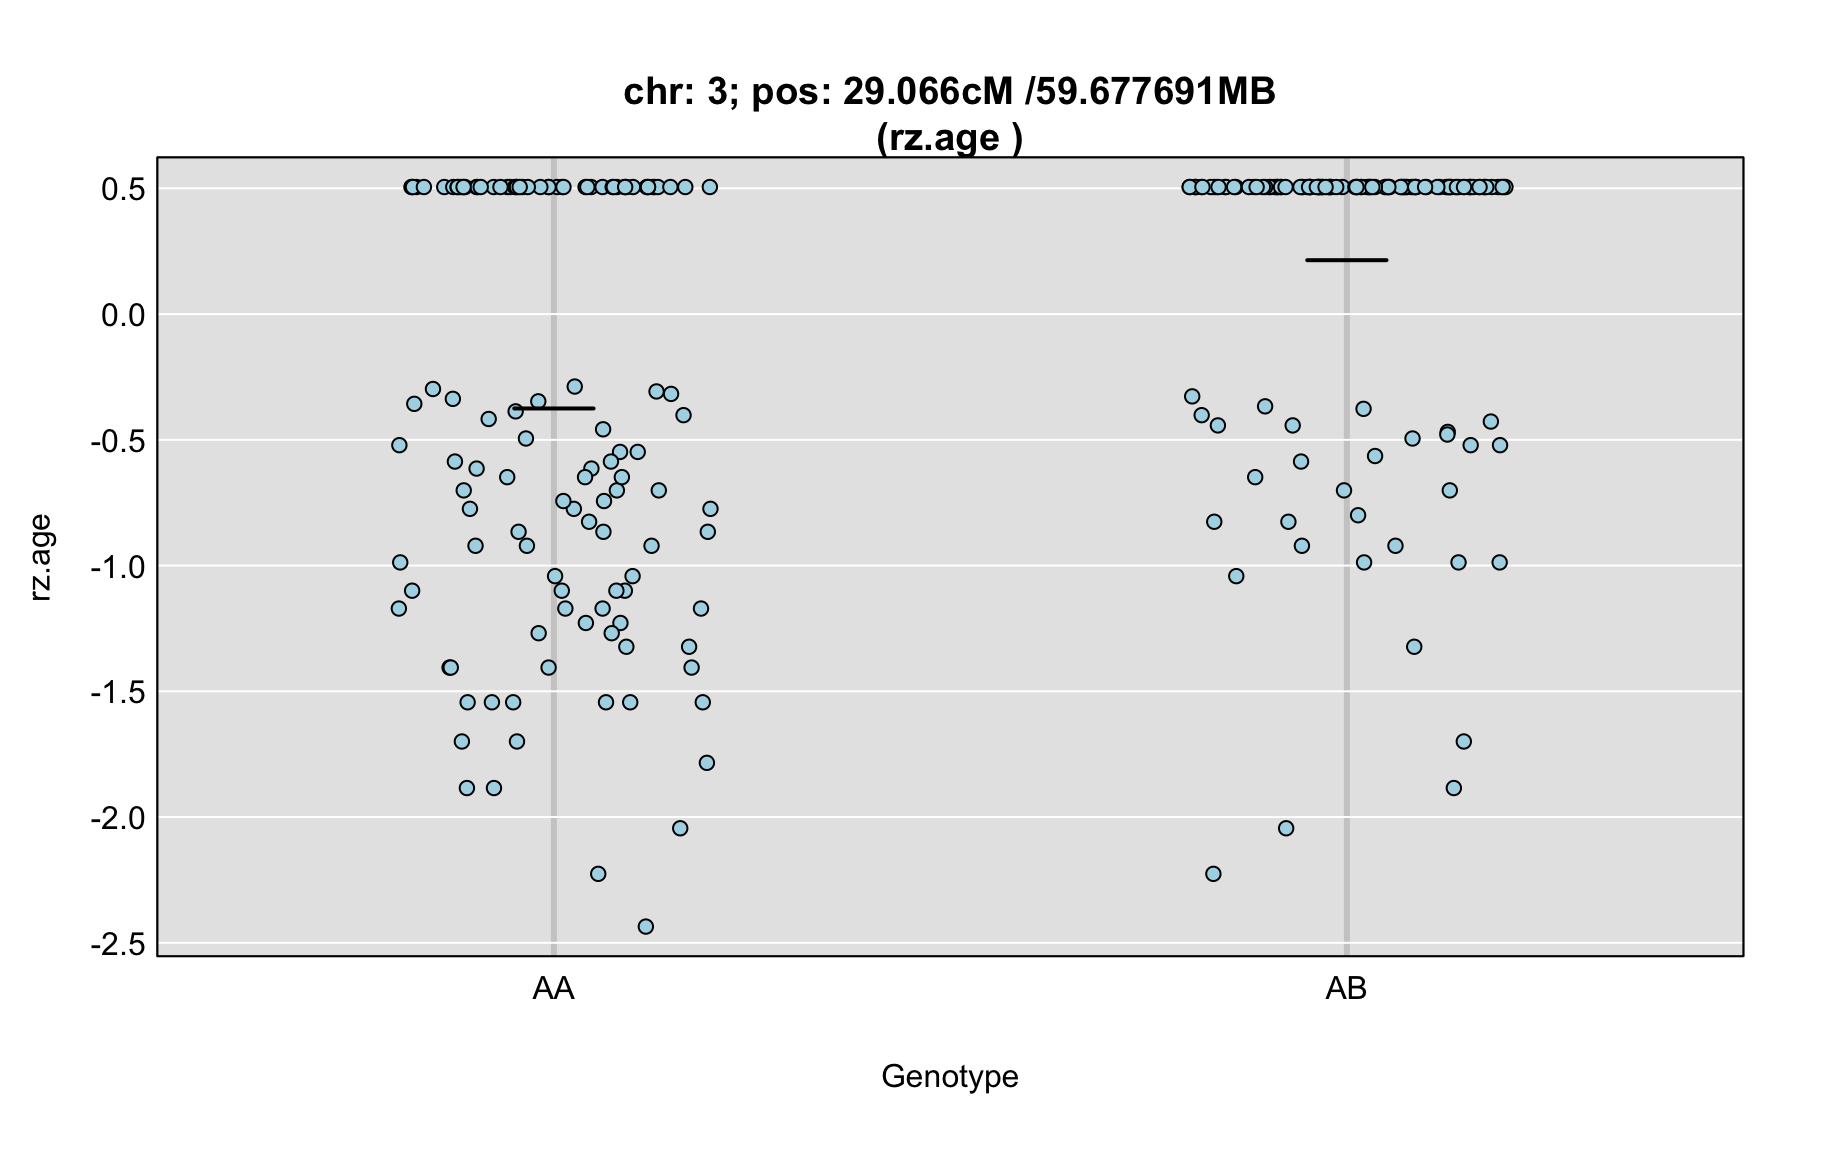 chr: 3; pos: 29.066cM /59.677691MB
(rz.age )
rz.age
0.5
0.0
-0.5
-1.0
-1.5
-2.0
-2.5
AA
AB
Genotype